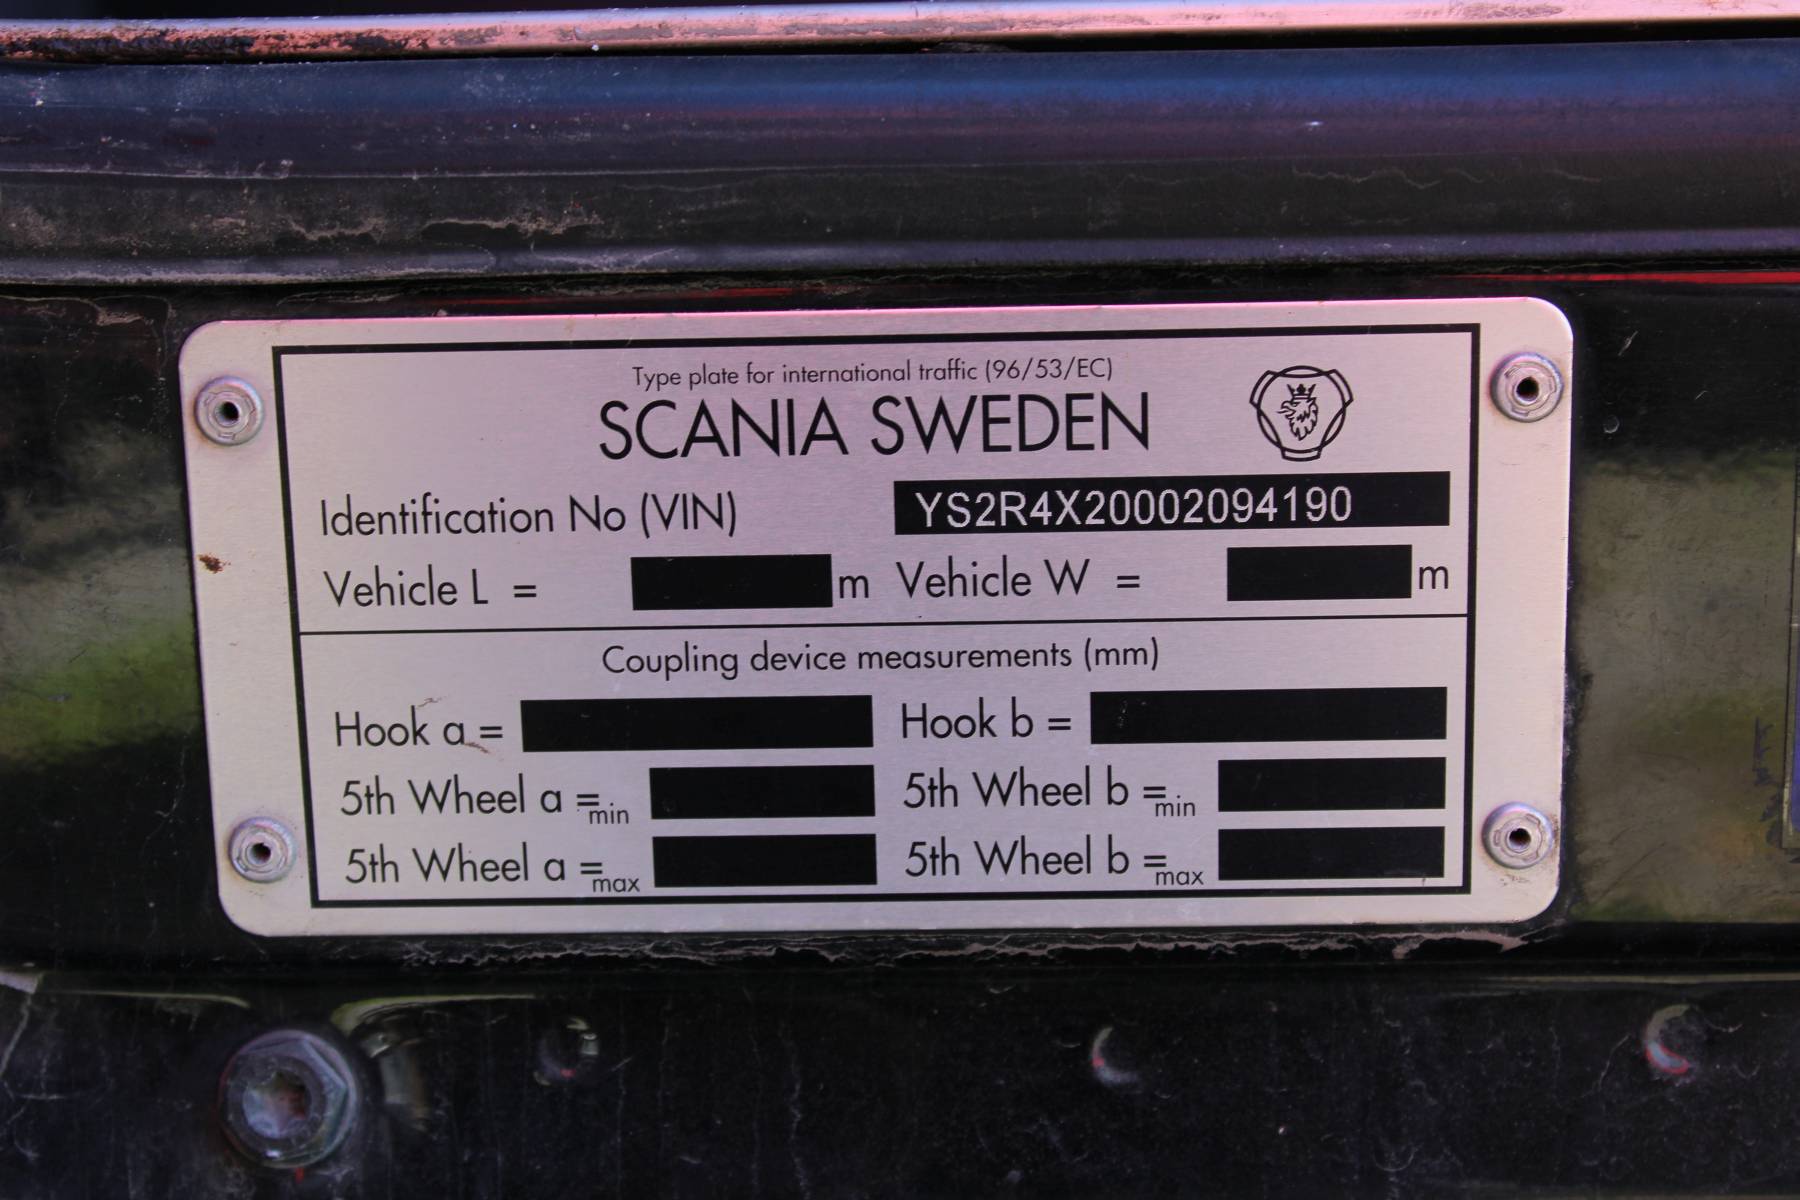 Type plate for international traffic (96/53/EC)
SCANIA SWEDEN
Identification No (VIN) YS2R4X20002094190
Vehicle L = m Vehicle W = m
Coupling device measurements (mm)
Hook a = Hook b =
5th Wheel a =min 5th Wheel b =min
5th Wheel a =max 5th Wheel b =max